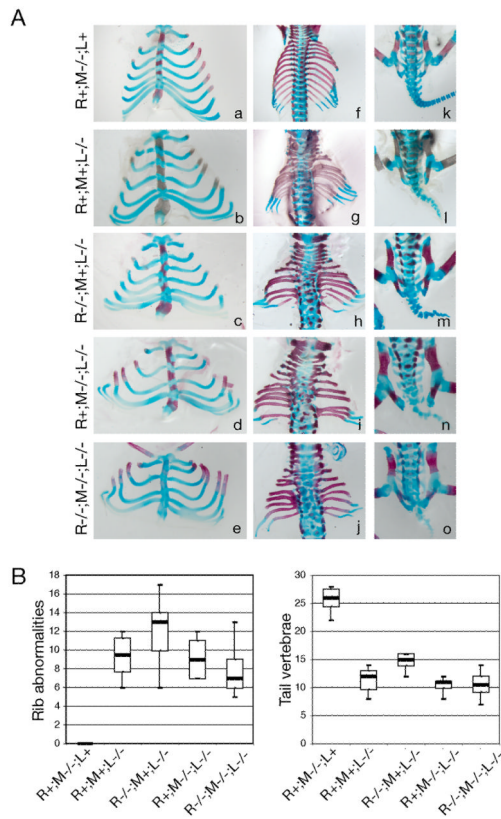 A
R+;M-/-;L+
a
f
k
R+;M+;L-/-
b
g
l
R-/-;M+;L-/-
c
h
m
R+;M-/-;L-/-
d
i
n
R-/-;M-/-;L-/-
e
j
o
B
Rib abnormalities
18
16
14
12
10
8
6
4
2
0
R+;M-/-;L+
R+;M+;L-/-
R-/-;M+;L-/-
R+;M-/-;L-/-
R-/-;M-/-;L-/-
Tail vertebrae
30
25
20
15
10
5
0
R+;M-/-;L+
R+;M+;L-/-
R-/-;M+;L-/-
R+;M-/-;L-/-
R-/-;M-/-;L-/-